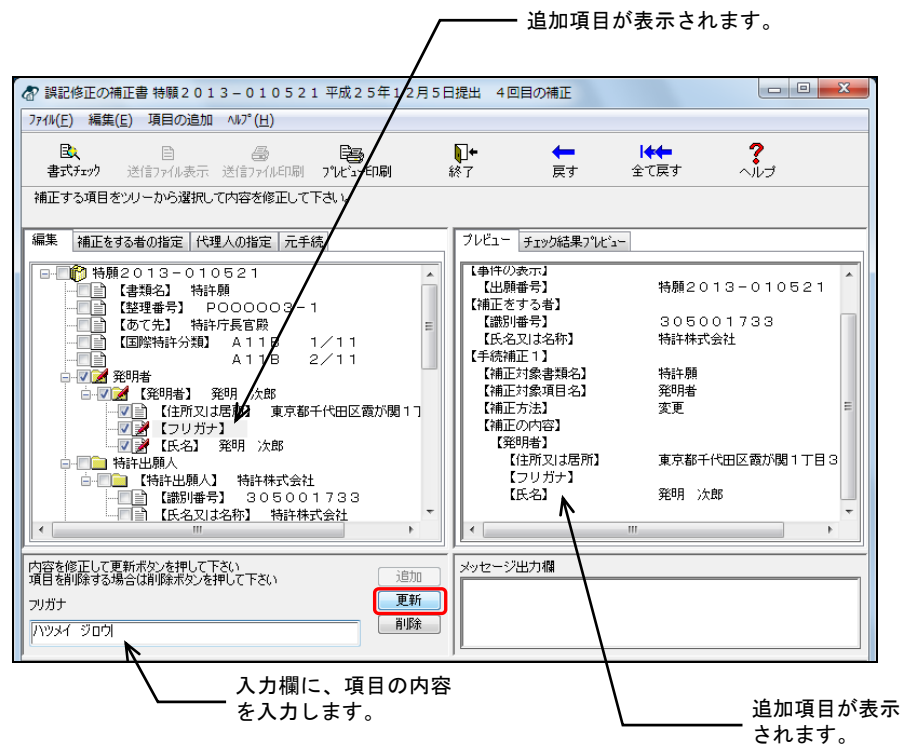 追加項目が表示されます。
誤記修正の補正書 特願２０１３－０１０５２１ 平成２５年１２月５日提出　４回目の補正
ﾌｧｲﾙ(F)　編集(E)　項目の追加　ﾍﾙﾌﾟ(H)
書式ﾁｪｯｸ　送信ﾌｧｲﾙ表示　送信ﾌｧｲﾙ印刷　ﾌﾟﾚﾋﾞｭｰ印刷　終了　戻す　全て戻す　ヘルプ
補正する項目をツリーから選択して内容を修正して下さい。
編集　補正をする者の指定　代理人の指定　元手続
特願２０１３－０１０５２１
【書類名】　特許願
【整理番号】　Ｐ００００００３－１
【あて先】　特許庁長官殿
【国際特許分類】　Ａ１１Ｂ　　１／１１
Ａ１１Ｂ　　２／１１
発明者
【発明者】　発明　次郎
【住所又は居所】　東京都千代田区霞が関１丁
【フリガナ】
【氏名】　発明　次郎
特許出願人
【特許出願人】　特許株式会社
【識別番号】　３０５００１７３３
【氏名又は名称】　特許株式会社
ﾌﾟﾚﾋﾞｭｰ　ﾁｪｯｸ結果ﾌﾟﾚﾋﾞｭｰ
【事件の表示】
【出願番号】　特願２０１３－０１０５２１
【補正をする者】
【識別番号】　３０５００１７３３
【氏名又は名称】　特許株式会社
【手続補正１】
【補正対象書類名】　特許願
【補正対象項目名】　発明者
【補正方法】　変更
【補正の内容】
【発明者】
【住所又は居所】　東京都千代田区霞が関１丁目３
【フリガナ】
【氏名】　発明　次郎
内容を修正して更新ボタンを押して下さい
項目を削除する場合は削除ボタンを押して下さい
追加
フリガナ
更新
ハツメイ　ジロウ
削除
メッセージ出力欄
入力欄に、項目の内容
を入力します。
追加項目が表示
されます。